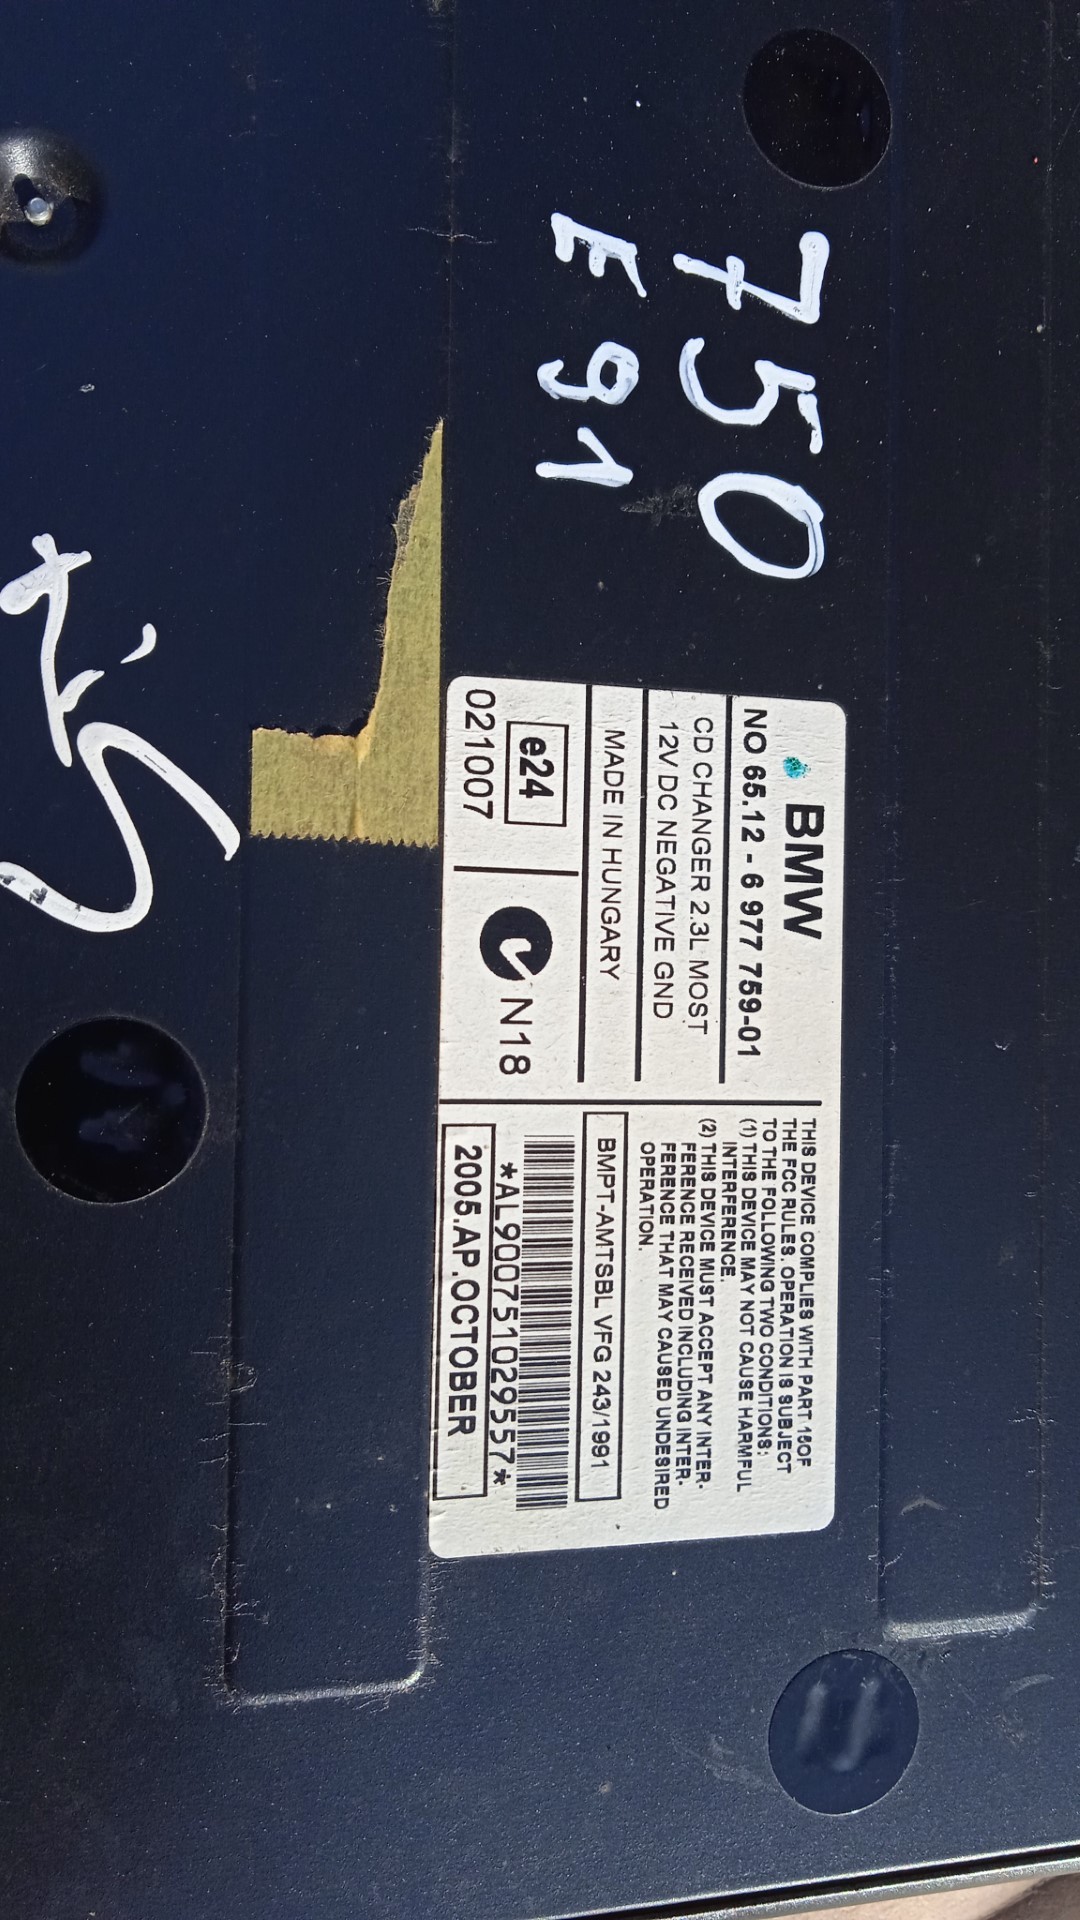 750
E91
BMW
NO 65.12 - 6 977 759-01
CD CHANGER 2.3L MOST
12V DC NEGATIVE GND
MADE IN HUNGARY
e24
021007
N18
THIS DEVICE COMPLIES WITH PART 15OF
THE FCC RULES. OPERATION IS SUBJECT
TO THE FOLLOWING TWO CONDITIONS:
(1) THIS DEVICE MAY NOT CAUSE HARMFUL
INTERFERENCE.
(2) THIS DEVICE MUST ACCEPT ANY INTER-
FERENCE RECEIVED INCLUDING INTER-
FERENCE THAT MAY CAUSED UNDESIRED
OPERATION.
BMPT-AMTSBL VFG 243/1991
*AL900751029557*
2005.AP.OCTOBER